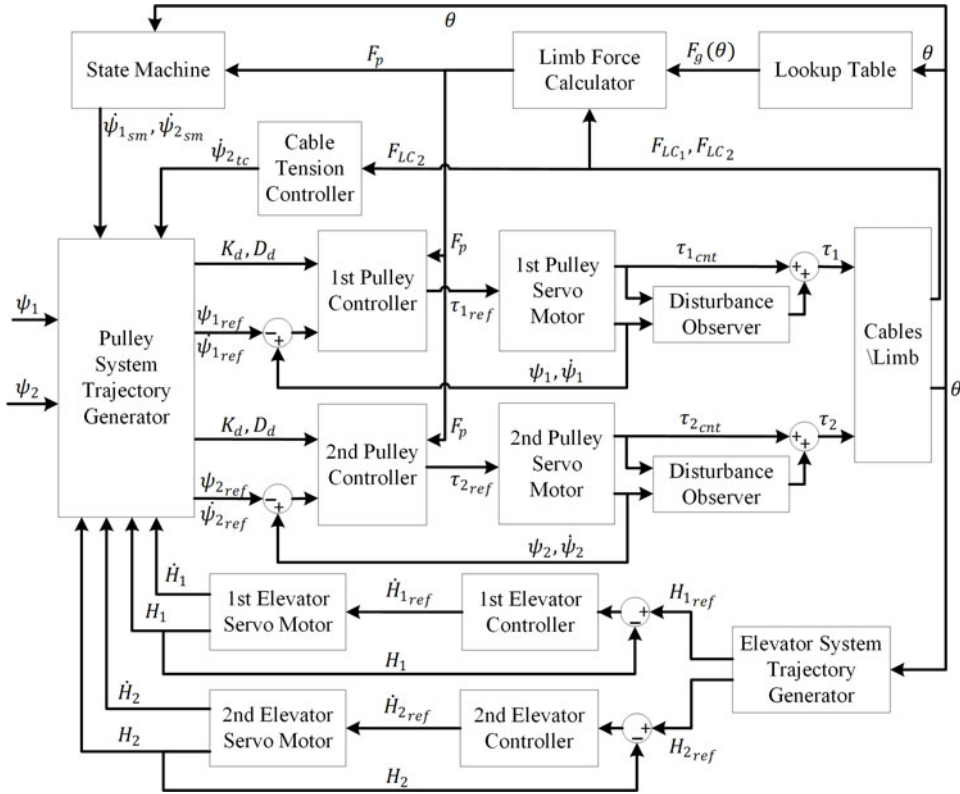 θ
State Machine
F_p
Limb Force
Calculator
F_g(θ)
Lookup Table
θ
ψ̇_1sm, ψ̇_2sm
ψ̇_2tc
Cable
Tension
Controller
F_LC2
F_LC1, F_LC2
ψ_1
ψ_2
Pulley
System
Trajectory
Generator
K_d, D_d
ψ_1ref
ψ̇_1ref
-
+
1st Pulley
Controller
F_p
τ_1ref
1st Pulley
Servo
Motor
τ_1cnt
Disturbance
Observer
+
+
τ_1
ψ_1, ψ̇_1
Cables
\Limb
θ
K_d, D_d
ψ_2ref
ψ̇_2ref
-
+
2nd Pulley
Controller
F_p
τ_2ref
2nd Pulley
Servo
Motor
τ_2cnt
Disturbance
Observer
+
+
τ_2
ψ_2, ψ̇_2
Ḣ_1
H_1
1st Elevator
Servo Motor
Ḣ_1ref
1st Elevator
Controller
-
+
H_1ref
H_1
Elevator System
Trajectory
Generator
Ḣ_2
H_2
2nd Elevator
Servo Motor
Ḣ_2ref
2nd Elevator
Controller
-
+
H_2ref
H_2